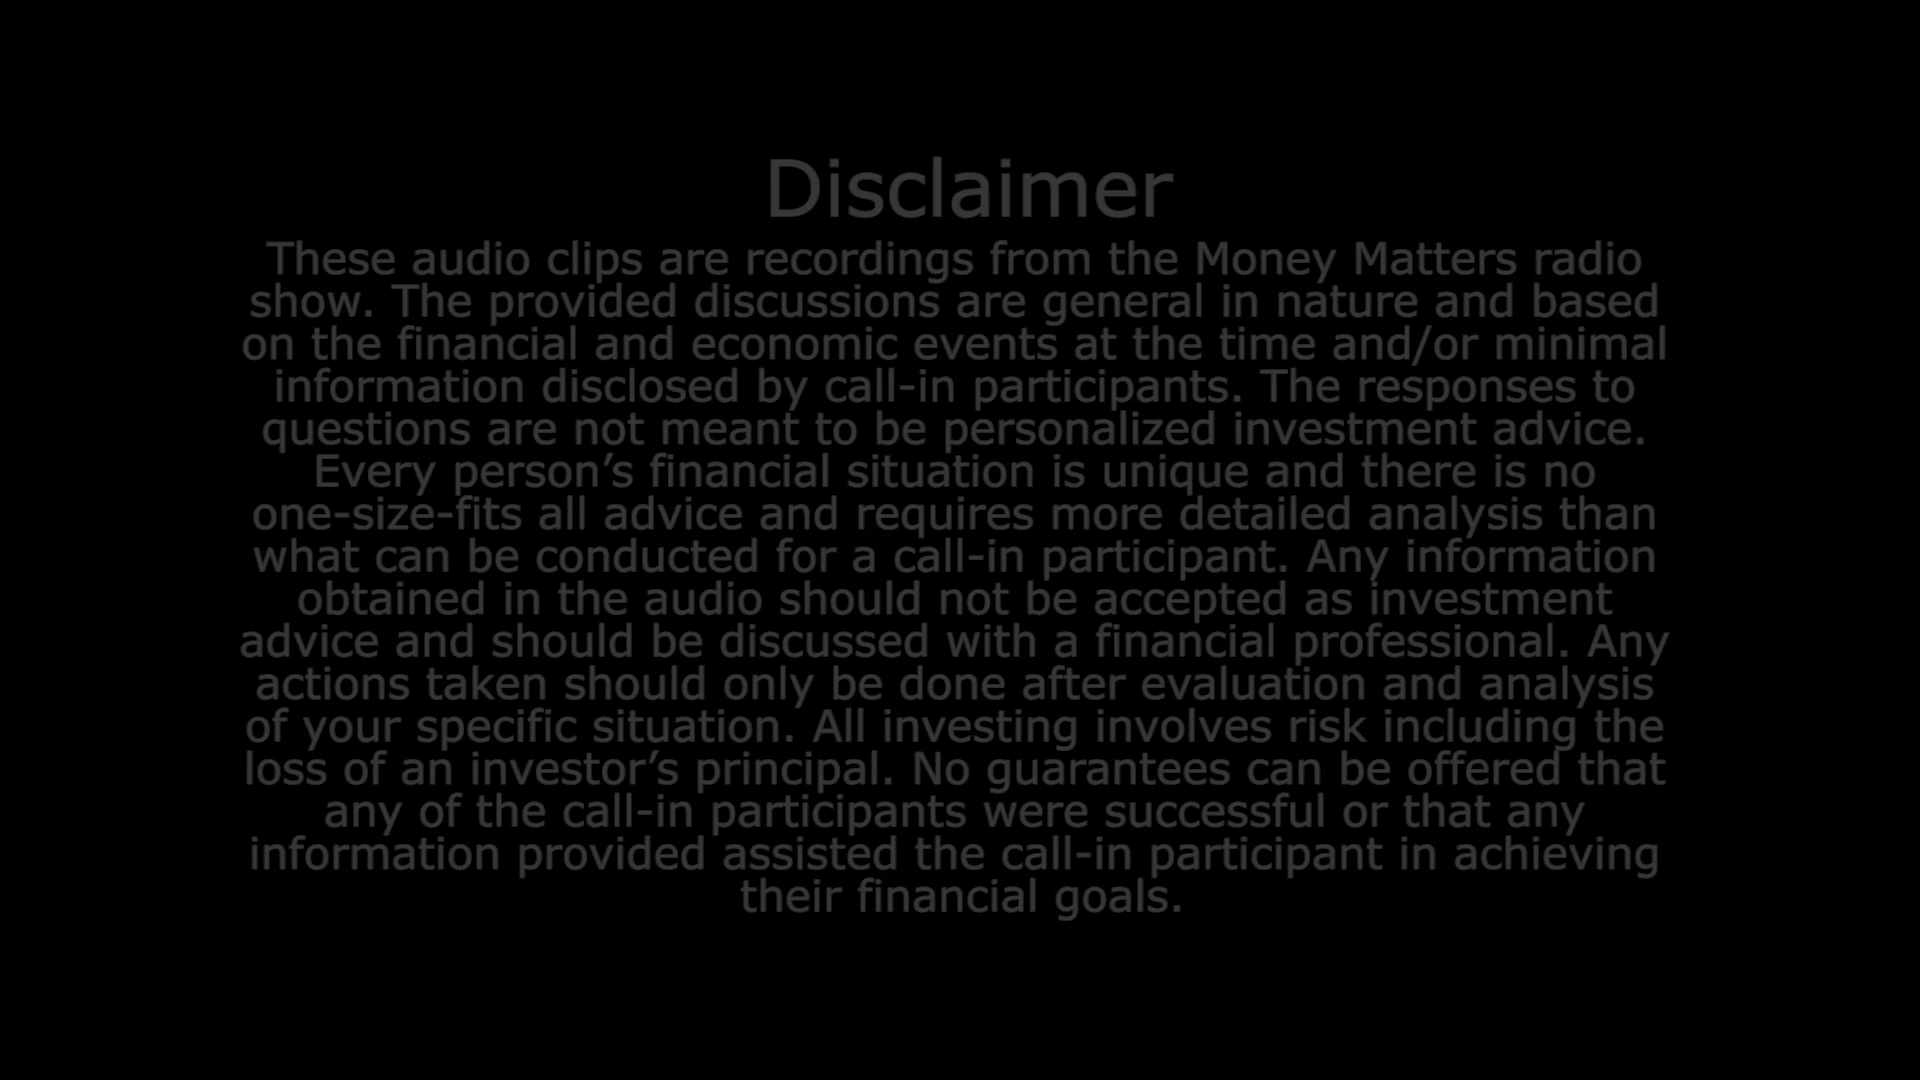 Disclaimer
These audio clips are recordings from the Money Matters radio
show. The provided discussions are general in nature and based
on the financial and economic events at the time and/or minimal
information disclosed by call-in participants. The responses to
questions are not meant to be personalized investment advice.
Every person’s financial situation is unique and there is no
one-size-fits all advice and requires more detailed analysis than
what can be conducted for a call-in participant. Any information
obtained in the audio should not be accepted as investment
advice and should be discussed with a financial professional. Any
actions taken should only be done after evaluation and analysis
of your specific situation. All investing involves risk including the
loss of an investor’s principal. No guarantees can be offered that
any of the call-in participants were successful or that any
information provided assisted the call-in participant in achieving
their financial goals.